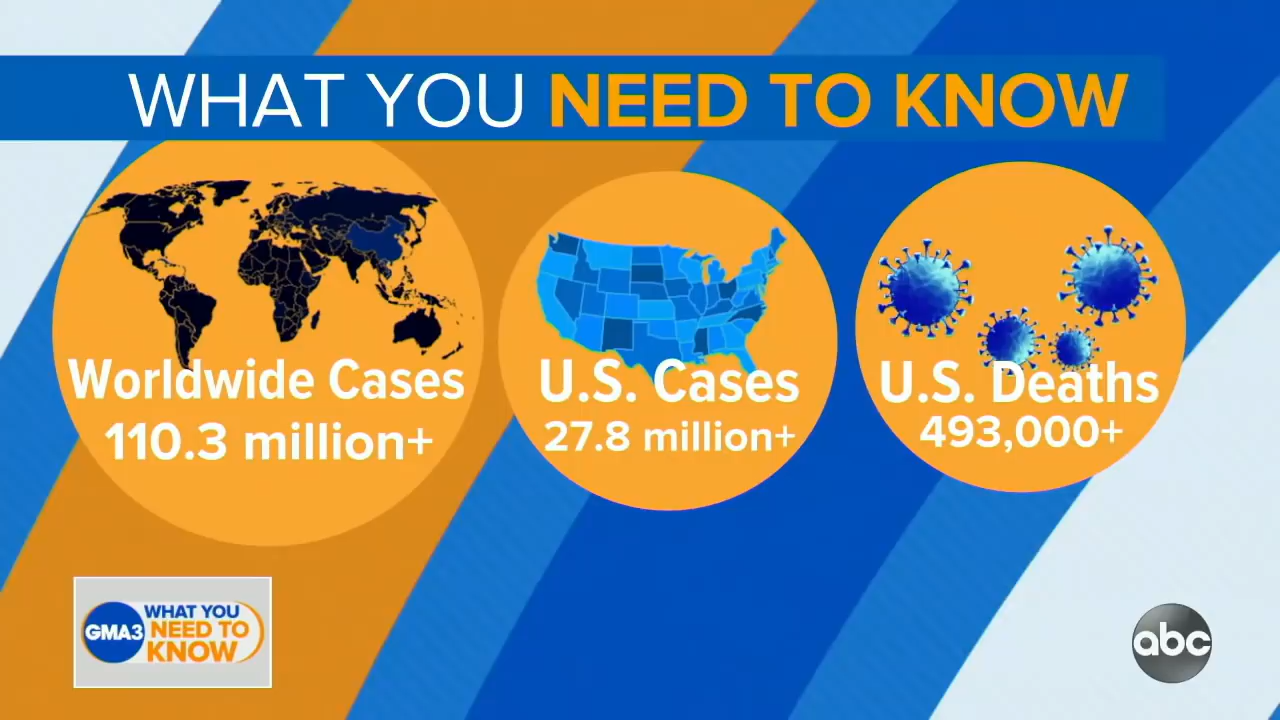 WHAT YOU NEED TO KNOW
Worldwide Cases
110.3 million+
U.S. Cases
27.8 million+
U.S. Deaths
493,000+
GMA3
WHAT YOU
NEED TO
KNOW
abc